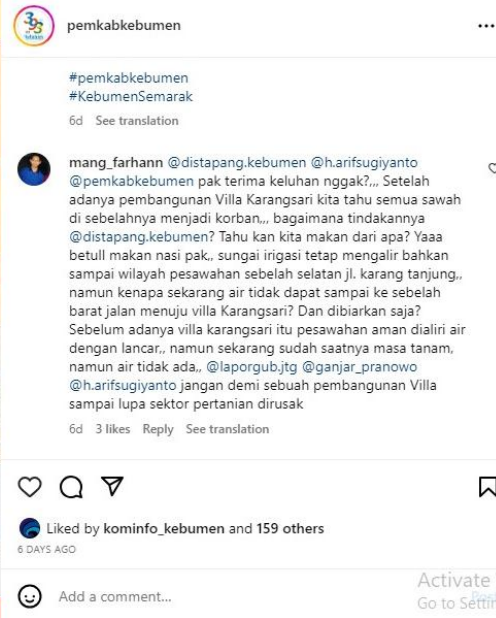 pemkabkebumen
#pemkabkebumen
#KebumenSemarak
6d See translation
mang_farhann @distapang.kebumen @h.arifsugiyanto
@pemkabkebumen pak terima keluhan nggak?,,, Setelah
adanya pembangunan Villa Karangsari kita tahu semua sawah
di sebelahnya menjadi korban,,, bagaimana tindakannya
@distapang.kebumen? Tahu kan kita makan dari apa? Yaaa
betull makan nasi pak,, sungai irigasi tetap mengalir bahkan
sampai wilayah pesawahan sebelah selatan jl. karang tanjung,,
namun kenapa sekarang air tidak dapat sampai ke sebelah
barat jalan menuju villa Karangsari? Dan dibiarkan saja?
Sebelum adanya villa karangsari itu pesawahan aman dialiri air
dengan lancar,, namun sekarang sudah saatnya masa tanam,
namun air tidak ada,, @laporgub.jtg @ganjar_pranowo
@h.arifsugiyanto jangan demi sebuah pembangunan Villa
sampai lupa sektor pertanian dirusak
6d 3 likes Reply See translation
Liked by kominfo_kebumen and 159 others
6 DAYS AGO
Add a comment...
Activate
Go to Settin